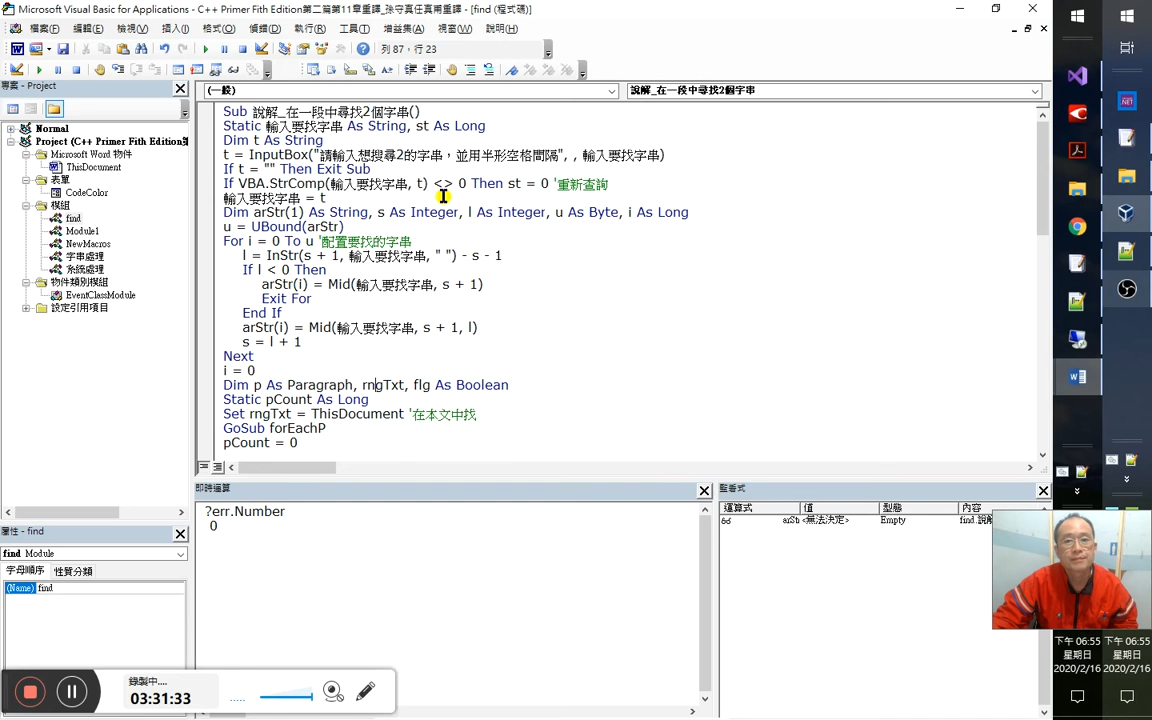 Microsoft Visual Basic for Applications - C++ Primer Fith Edition第二篇第11章重譯_孫守真任真甫重譯 - [find (程式碼)]
檔案(F) 編輯(E) 檢視(V) 插入(I) 格式(O) 偵錯(D) 執行(R) 工具(T) 增益集(A) 視窗(W) 說明(H)
列 87，行 23
專案 - Project
Normal
Project (C++ Primer Fith Edition第
Microsoft Word 物件
ThisDocument
表單
CodeColor
模組
find
Module1
NewMacros
字串處理
系統處理
物件類別模組
EventClassModule
設定引用項目
屬性 - find
find Module
字母順序 性質分類
(Name) find
(一般) 說解_在一段中尋找2個字串
Sub 說解_在一段中尋找2個字串()
Static 輸入要找字串 As String, st As Long
Dim t As String
t = InputBox("請輸入想搜尋2的字串，並用半形空格間隔", , 輸入要找字串)
If t = "" Then Exit Sub
If VBA.StrComp(輸入要找字串, t) <> 0 Then st = 0 '重新查詢
輸入要找字串 = t
Dim arStr(1) As String, s As Integer, l As Integer, u As Byte, i As Long
u = UBound(arStr)
For i = 0 To u '配置要找的字串
l = InStr(s + 1, 輸入要找字串, " ") - s - 1
If l < 0 Then
arStr(i) = Mid(輸入要找字串, s + 1)
Exit For
End If
arStr(i) = Mid(輸入要找字串, s + 1, l)
s = l + 1
Next
i = 0
Dim p As Paragraph, rngTxt, flg As Boolean
Static pCount As Long
Set rngTxt = ThisDocument '在本文中找
GoSub forEachP
pCount = 0
即時運算
?err.Number
0
監看式
運算式 值 型態 內容
arStr <無法決定> Empty find.說解
錄製中....
03:31:33
下午 06:55 下午 06:55
星期日 星期日
2020/2/16 2020/2/16